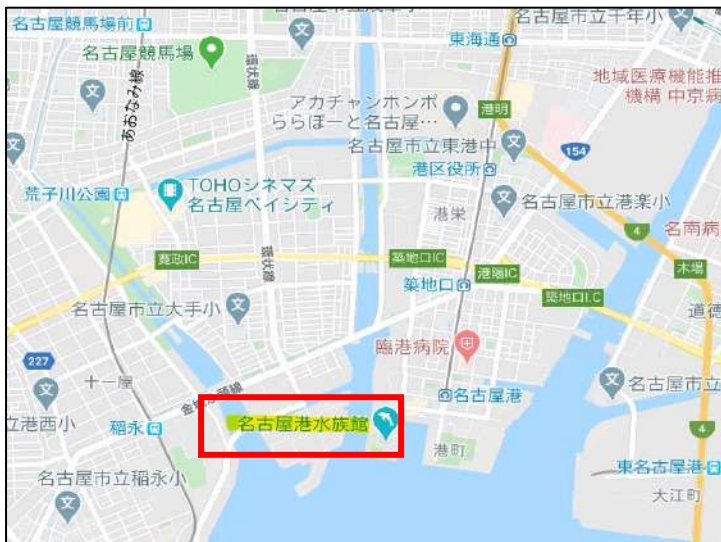 名古屋競馬場前
名古屋市立千年小
東海通
名古屋競馬場
環状線
あおなみ線
地域医療機能推
機構 中京病
アカチャンホンポ
ららぽーと名古屋…
港明
名古屋市立東港中
154
港区役所
荒子川公園
TOHOシネマズ
名古屋ベイシティ
名古屋市立港楽小
港栄
名南病
4
環状線
寛政IC
築地口IC
港陽IC
木場
築地口
築地口I.C
名古屋市立大手小
道徳
臨港病院
227
十一屋
名古屋港
名古屋市立
立港西小
稲永
名古屋港水族館
4
港町
名古屋市立稲永小
東名古屋港
大江町